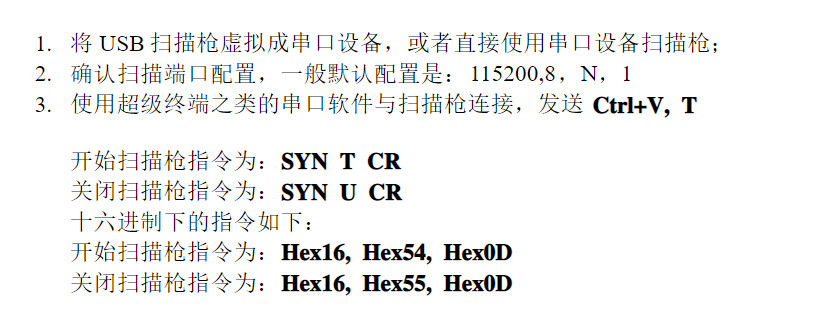 1. 将 USB 扫描枪虚拟成串口设备，或者直接使用串口设备扫描枪；
2. 确认扫描端口配置，一般默认配置是：115200,8，N，1
3. 使用超级终端之类的串口软件与扫描枪连接，发送 Ctrl+V, T
开始扫描枪指令为：SYN T CR
关闭扫描枪指令为：SYN U CR
十六进制下的指令如下：
开始扫描枪指令为：Hex16, Hex54, Hex0D
关闭扫描枪指令为：Hex16, Hex55, Hex0D